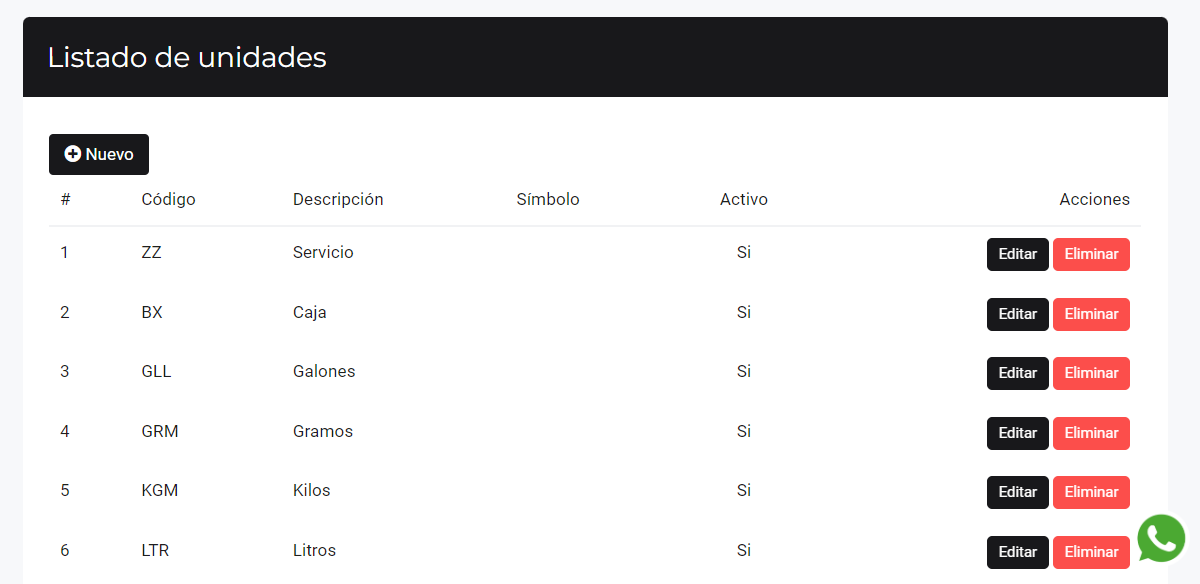 Listado de unidades
Nuevo
# Código Descripción Símbolo Activo Acciones
1 ZZ Servicio Si Editar Eliminar
2 BX Caja Si Editar Eliminar
3 GLL Galones Si Editar Eliminar
4 GRM Gramos Si Editar Eliminar
5 KGM Kilos Si Editar Eliminar
6 LTR Litros Si Editar Eliminar